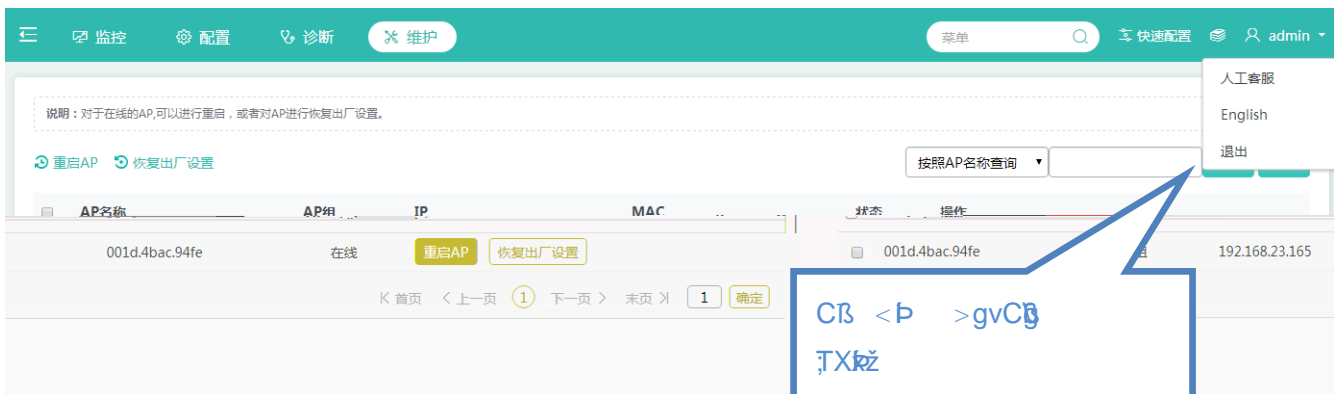 监控 配置 诊断 维护 菜单 快速配置 admin
人工客服
English
退出
说明：对于在线的AP,可以进行重启，或者对AP进行恢复出厂设置。
重启AP 恢复出厂设置 按照AP名称查询
AP名称 AP组 IP MAC 状态 操作
001d.4bac.94fe 在线 重启AP 恢复出厂设置 001d.4bac.94fe 组 192.168.23.165
首页 上一页 1 下一页 末页 1 确定